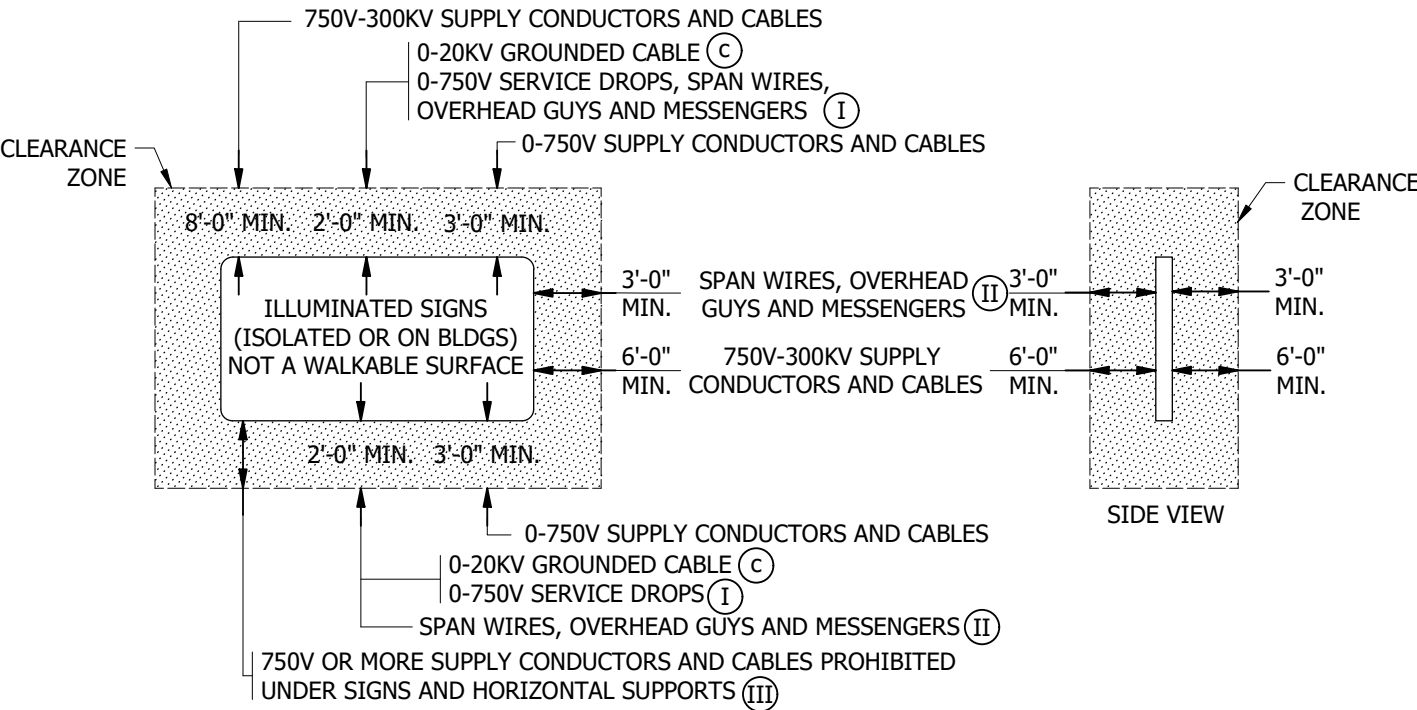 750V-300KV SUPPLY CONDUCTORS AND CABLES
0-20KV GROUNDED CABLE C
0-750V SERVICE DROPS, SPAN WIRES,
OVERHEAD GUYS AND MESSENGERS I
0-750V SUPPLY CONDUCTORS AND CABLES
CLEARANCE
ZONE
CLEARANCE
ZONE
8'-0" MIN. 2'-0" MIN. 3'-0" MIN.
ILLUMINATED SIGNS
(ISOLATED OR ON BLDGS)
NOT A WALKABLE SURFACE
3'-0"
MIN.
SPAN WIRES, OVERHEAD
GUYS AND MESSENGERS II
3'-0"
MIN.
3'-0"
MIN.
6'-0"
MIN.
750V-300KV SUPPLY
CONDUCTORS AND CABLES
6'-0"
MIN.
6'-0"
MIN.
2'-0" MIN. 3'-0" MIN.
SIDE VIEW
0-750V SUPPLY CONDUCTORS AND CABLES
0-20KV GROUNDED CABLE C
0-750V SERVICE DROPS I
SPAN WIRES, OVERHEAD GUYS AND MESSENGERS II
750V OR MORE SUPPLY CONDUCTORS AND CABLES PROHIBITED
UNDER SIGNS AND HORIZONTAL SUPPORTS III